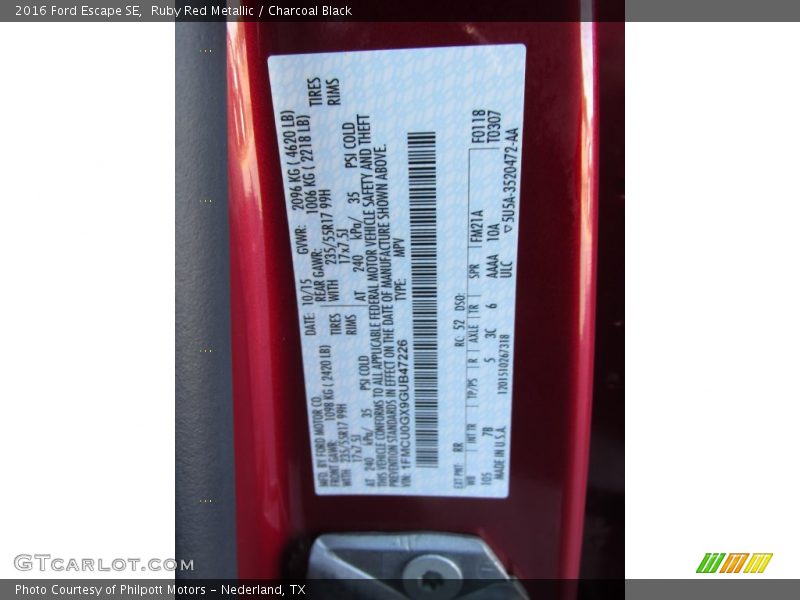 2016 Ford Escape SE, Ruby Red Metallic / Charcoal Black
MFD. BY FORD MOTOR CO.
DATE: 10/15 GVWR: 2096 KG ( 4620 LB)
FRONT GAWR: 1098 KG ( 2420 LB)
REAR GAWR: 1006 KG ( 2218 LB)
WITH 235/55R17 99H TIRES
WITH 235/55R17 99H TIRES
17x7.5J RIMS
17x7.5J RIMS
AT 240 kPa/ 35 PSI COLD
AT 240 kPa/ 35 PSI COLD
THIS VEHICLE CONFORMS TO ALL APPLICABLE FEDERAL MOTOR VEHICLE SAFETY AND THEFT
PREVENTION STANDARDS IN EFFECT ON THE DATE OF MANUFACTURE SHOWN ABOVE.
VIN: 1FMCU0GX9GUB47226 TYPE: MPV
F0118
T0307
EXT PNT: RR RC: 52 DSO: FM21A
WB INT TR TP/PS R AXLE TR SPR
105 7B 5 3C 6 AAAA 10A
ULC
MADE IN U.S.A. 1201510267318
5U5A-3520472-AA
GTCARLOT.COM
Photo Courtesy of Philpott Motors – Nederland, TX